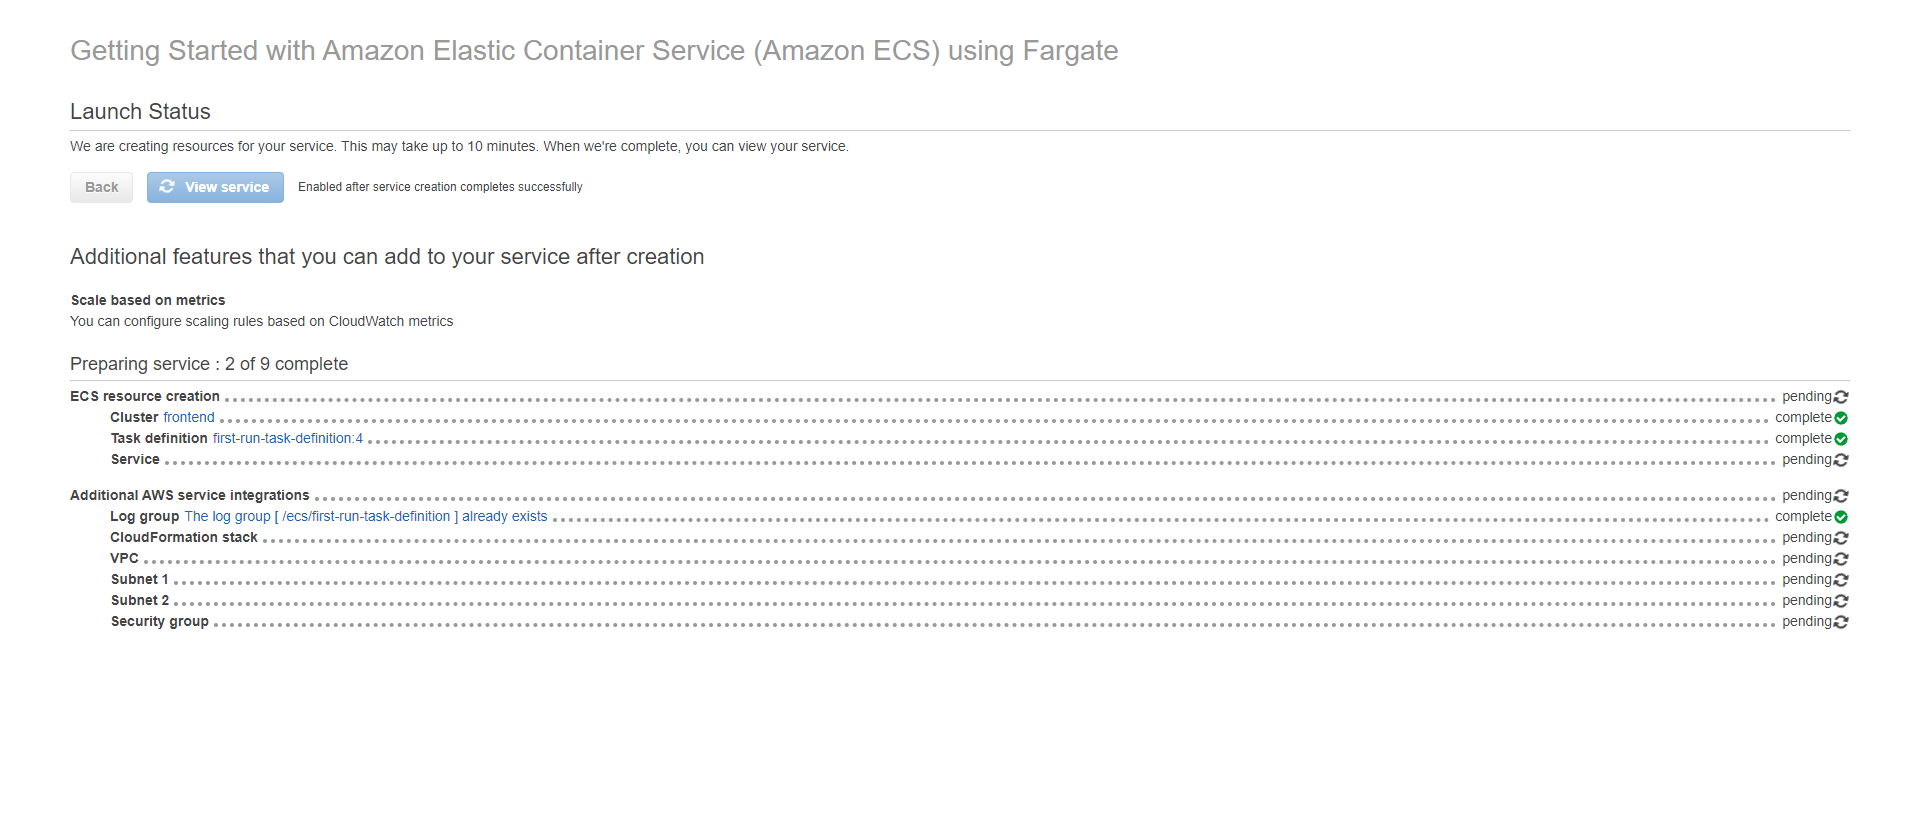 Getting Started with Amazon Elastic Container Service (Amazon ECS) using Fargate
Launch Status
We are creating resources for your service. This may take up to 10 minutes. When we're complete, you can view your service.
Back View service Enabled after service creation completes successfully
Additional features that you can add to your service after creation
Scale based on metrics
You can configure scaling rules based on CloudWatch metrics
Preparing service : 2 of 9 complete
ECS resource creation pending
Cluster frontend complete
Task definition first-run-task-definition:4 complete
Service pending
Additional AWS service integrations pending
Log group The log group [ /ecs/first-run-task-definition ] already exists complete
CloudFormation stack pending
VPC pending
Subnet 1 pending
Subnet 2 pending
Security group pending